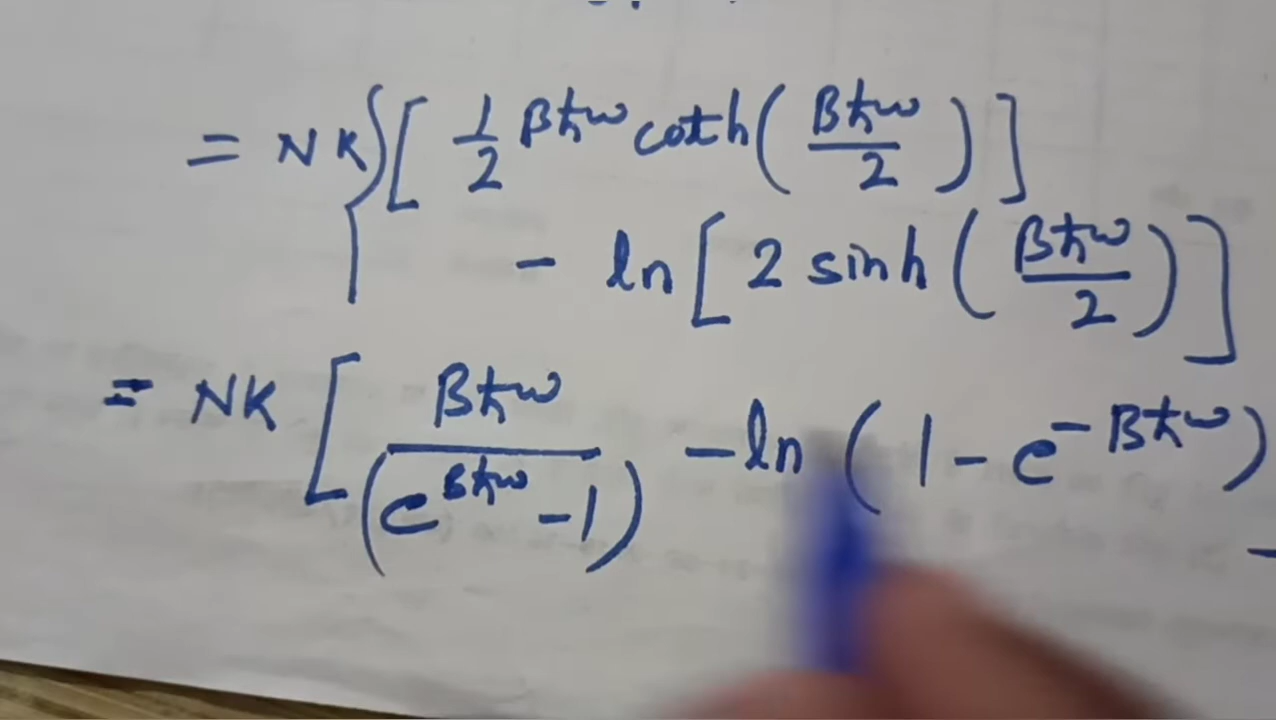 = NK { [ 1/2 βħω coth ( βħω/2 ) ]
- ln [ 2 sinh ( βħω/2 ) ]
= NK [ βħω/(e^βħω -1) - ln ( 1 - e^-βħω )